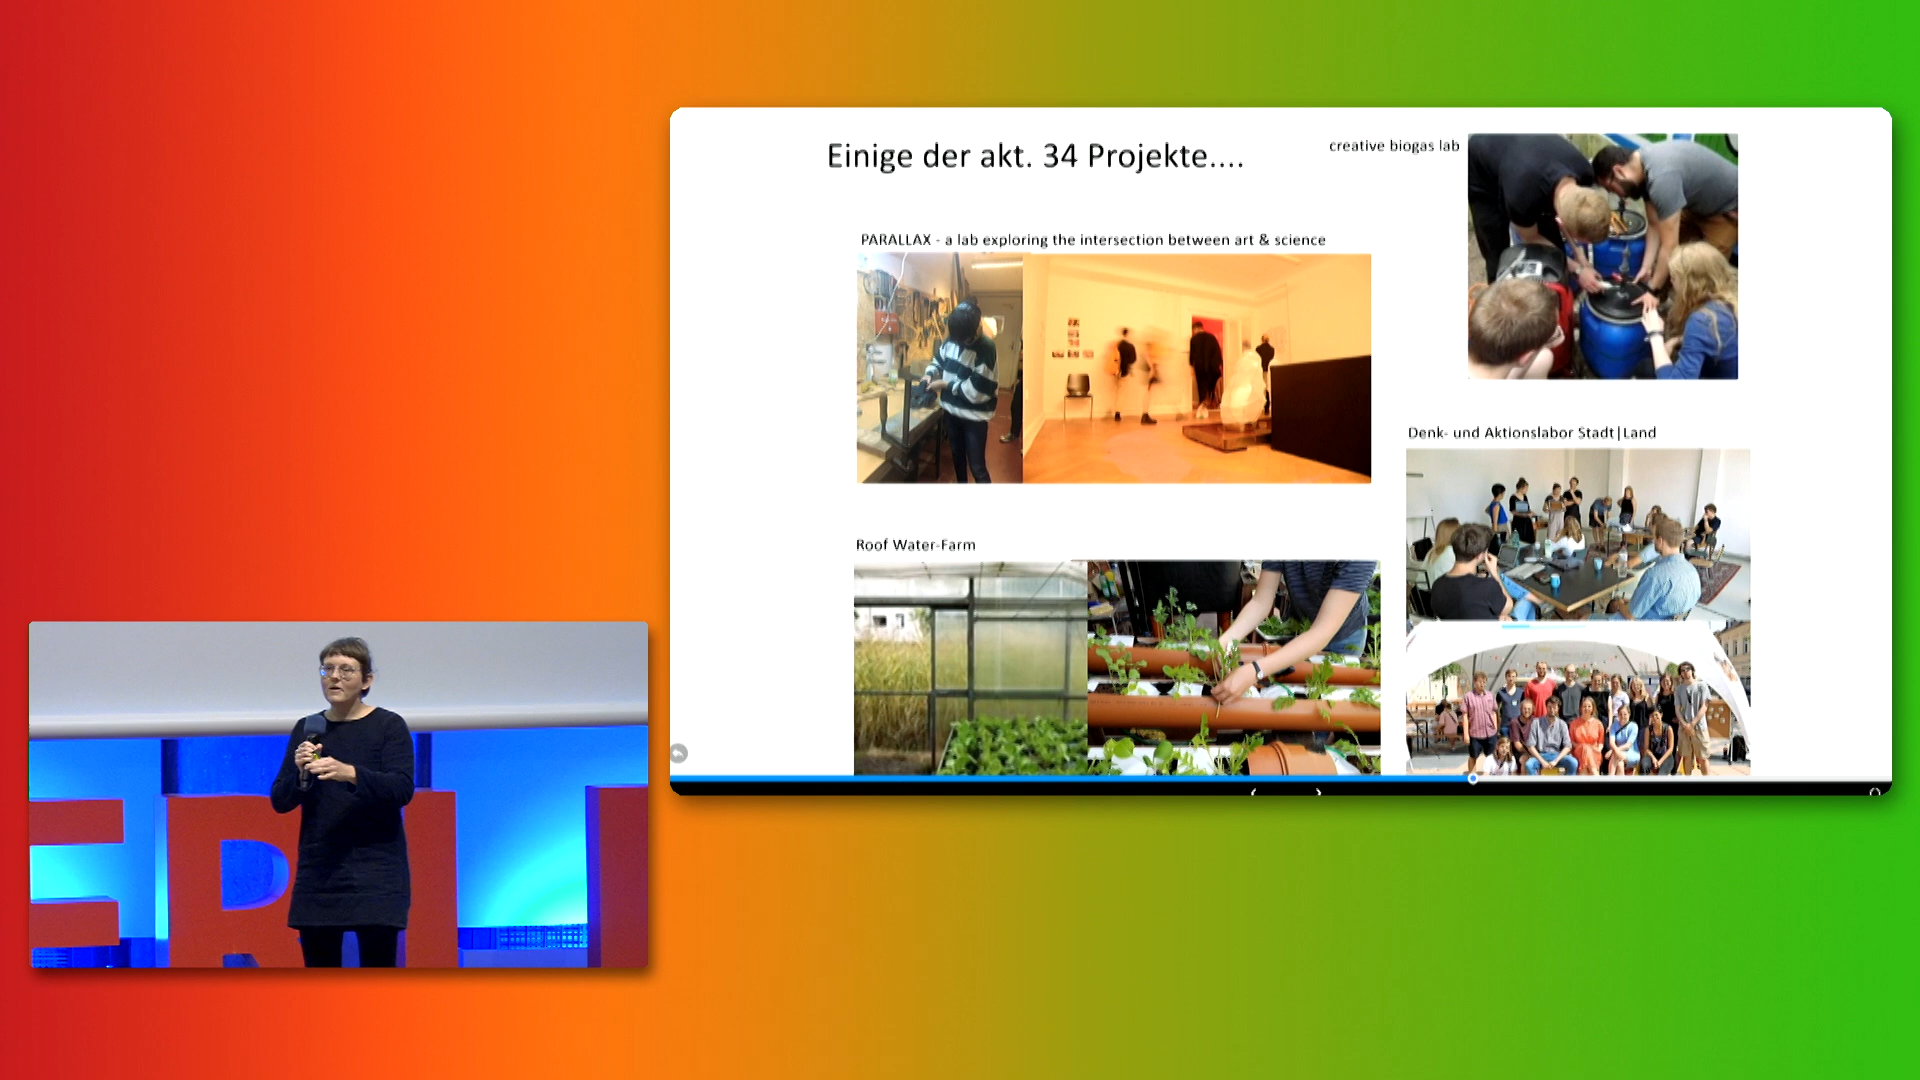 Einige der akt. 34 Projekte....
creative biogas lab
PARALLAX - a lab exploring the intersection between art & science
Denk- und Aktionslabor Stadt|Land
Roof Water-Farm
ERLI